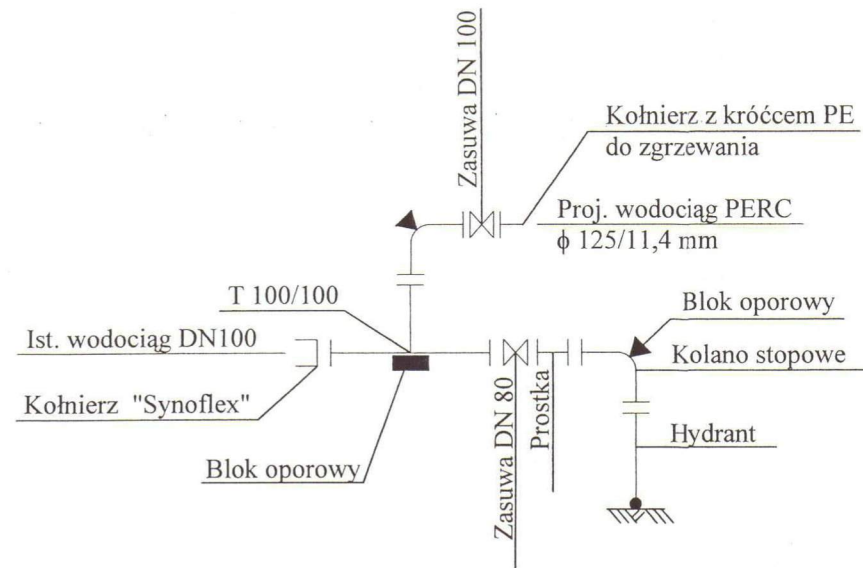 Zasuwa DN 100
Kołnierz z króćcem PE
do zgrzewania
Proj. wodociąg PERC
ϕ 125/11,4 mm
T 100/100
Blok oporowy
Ist. wodociąg DN100
Kolano stopowe
Kołnierz "Synoflex"
Zasuwa DN 80
Prostka
Hydrant
Blok oporowy